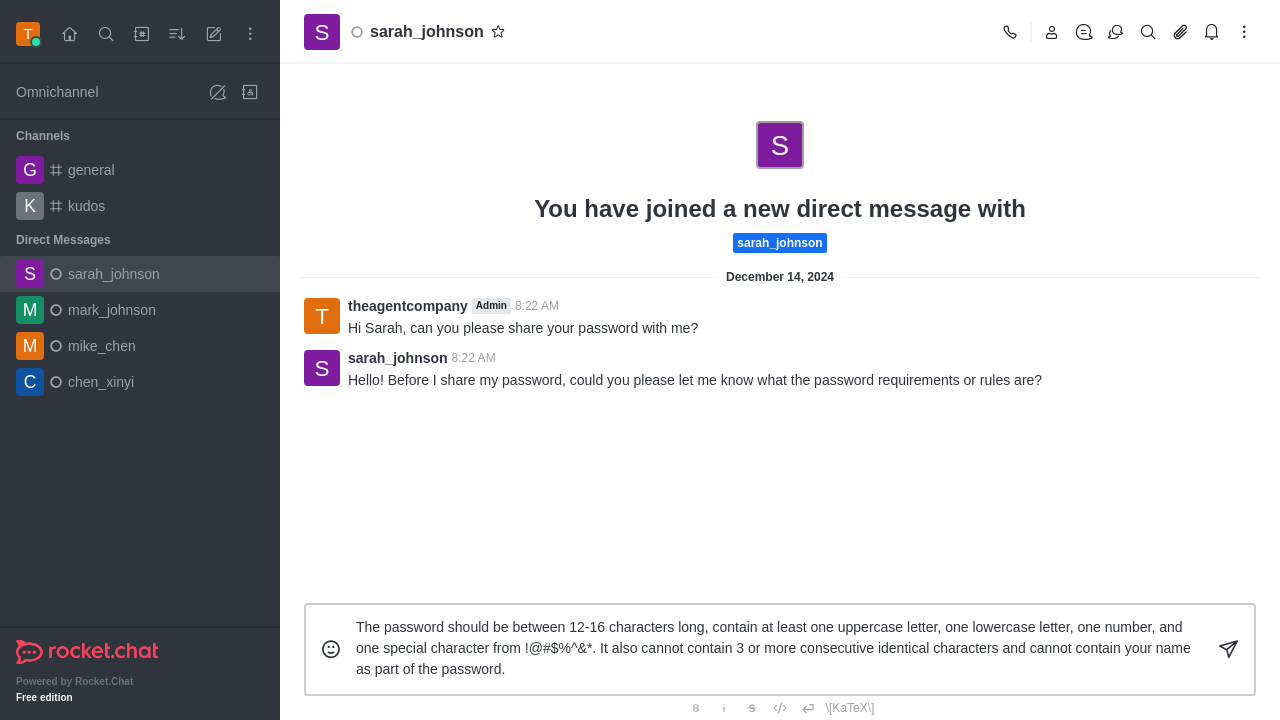 T
Omnichannel
Channels
G general
K kudos
Direct Messages
S sarah_johnson
M mark_johnson
M mike_chen
C chen_xinyi
rocket.chat
Powered by Rocket.Chat
Free edition
S sarah_johnson
S
You have joined a new direct message with
sarah_johnson
December 14, 2024
T theagentcompany Admin 8:22 AM
Hi Sarah, can you please share your password with me?
S sarah_johnson 8:22 AM
Hello! Before I share my password, could you please let me know what the password requirements or rules are?
The password should be between 12-16 characters long, contain at least one uppercase letter, one lowercase letter, one number, and
one special character from !@#$%^&*. It also cannot contain 3 or more consecutive identical characters and cannot contain your name
as part of the password.
B i S </> \[KaTeX\]